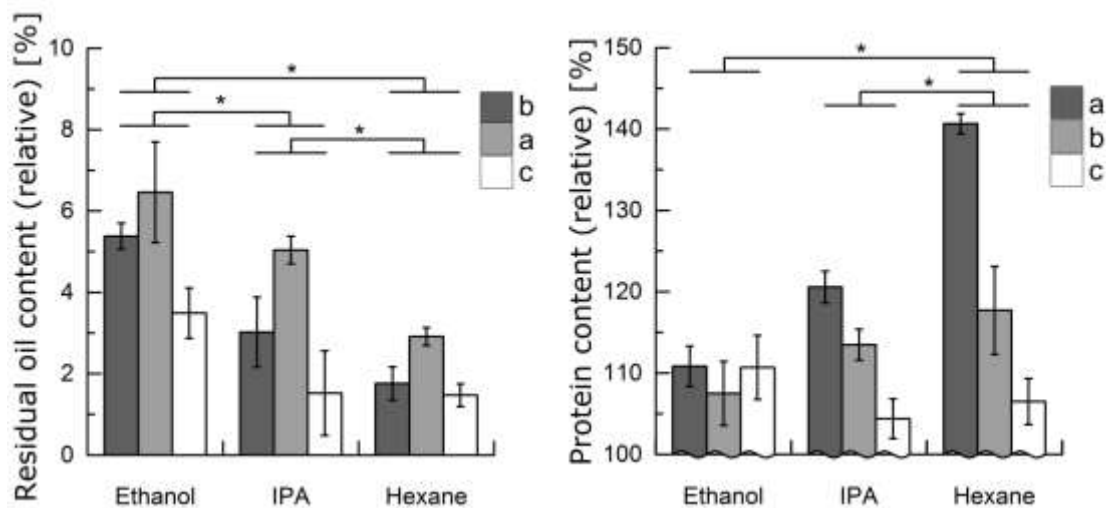 Residual oil content (relative) [%]
10
8
6
4
2
0
*
*
*
b
a
c
Ethanol IPA Hexane
Protein content (relative) [%]
150
140
130
120
110
100
*
*
a
b
c
Ethanol IPA Hexane